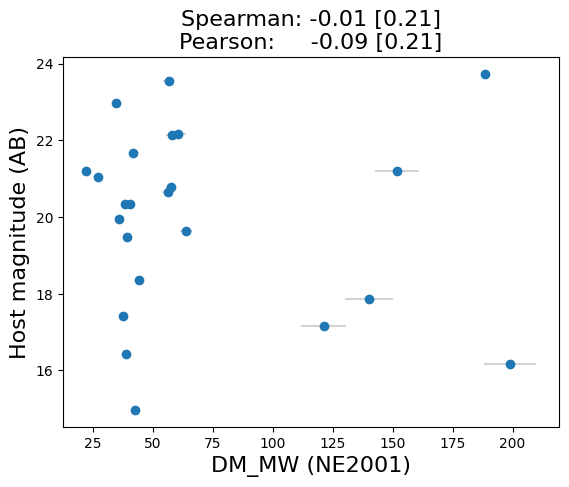 Spearman: -0.01 [0.21]
Pearson: -0.09 [0.21]
24
22
20
18
16
Host magnitude (AB)
25 50 75 100 125 150 175 200
DM_MW (NE2001)